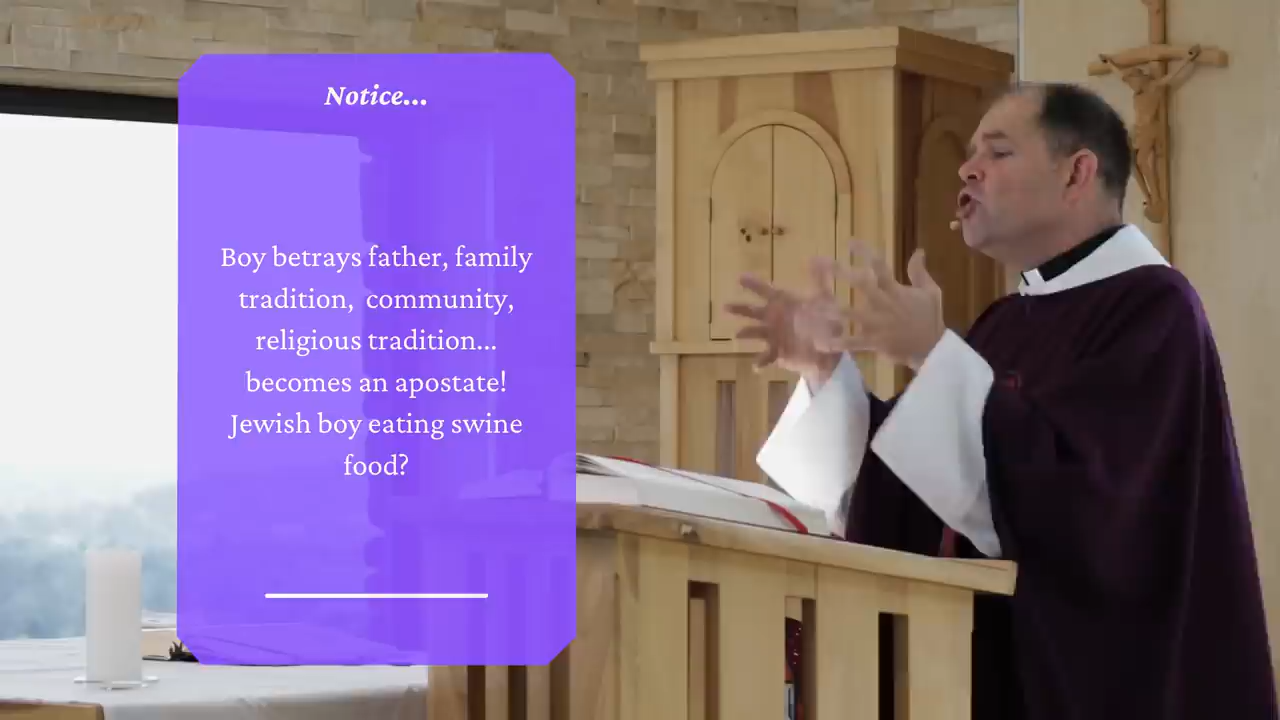 Notice...
Boy betrays father, family
tradition,  community,
religious tradition...
becomes an apostate!
Jewish boy eating swine
food?